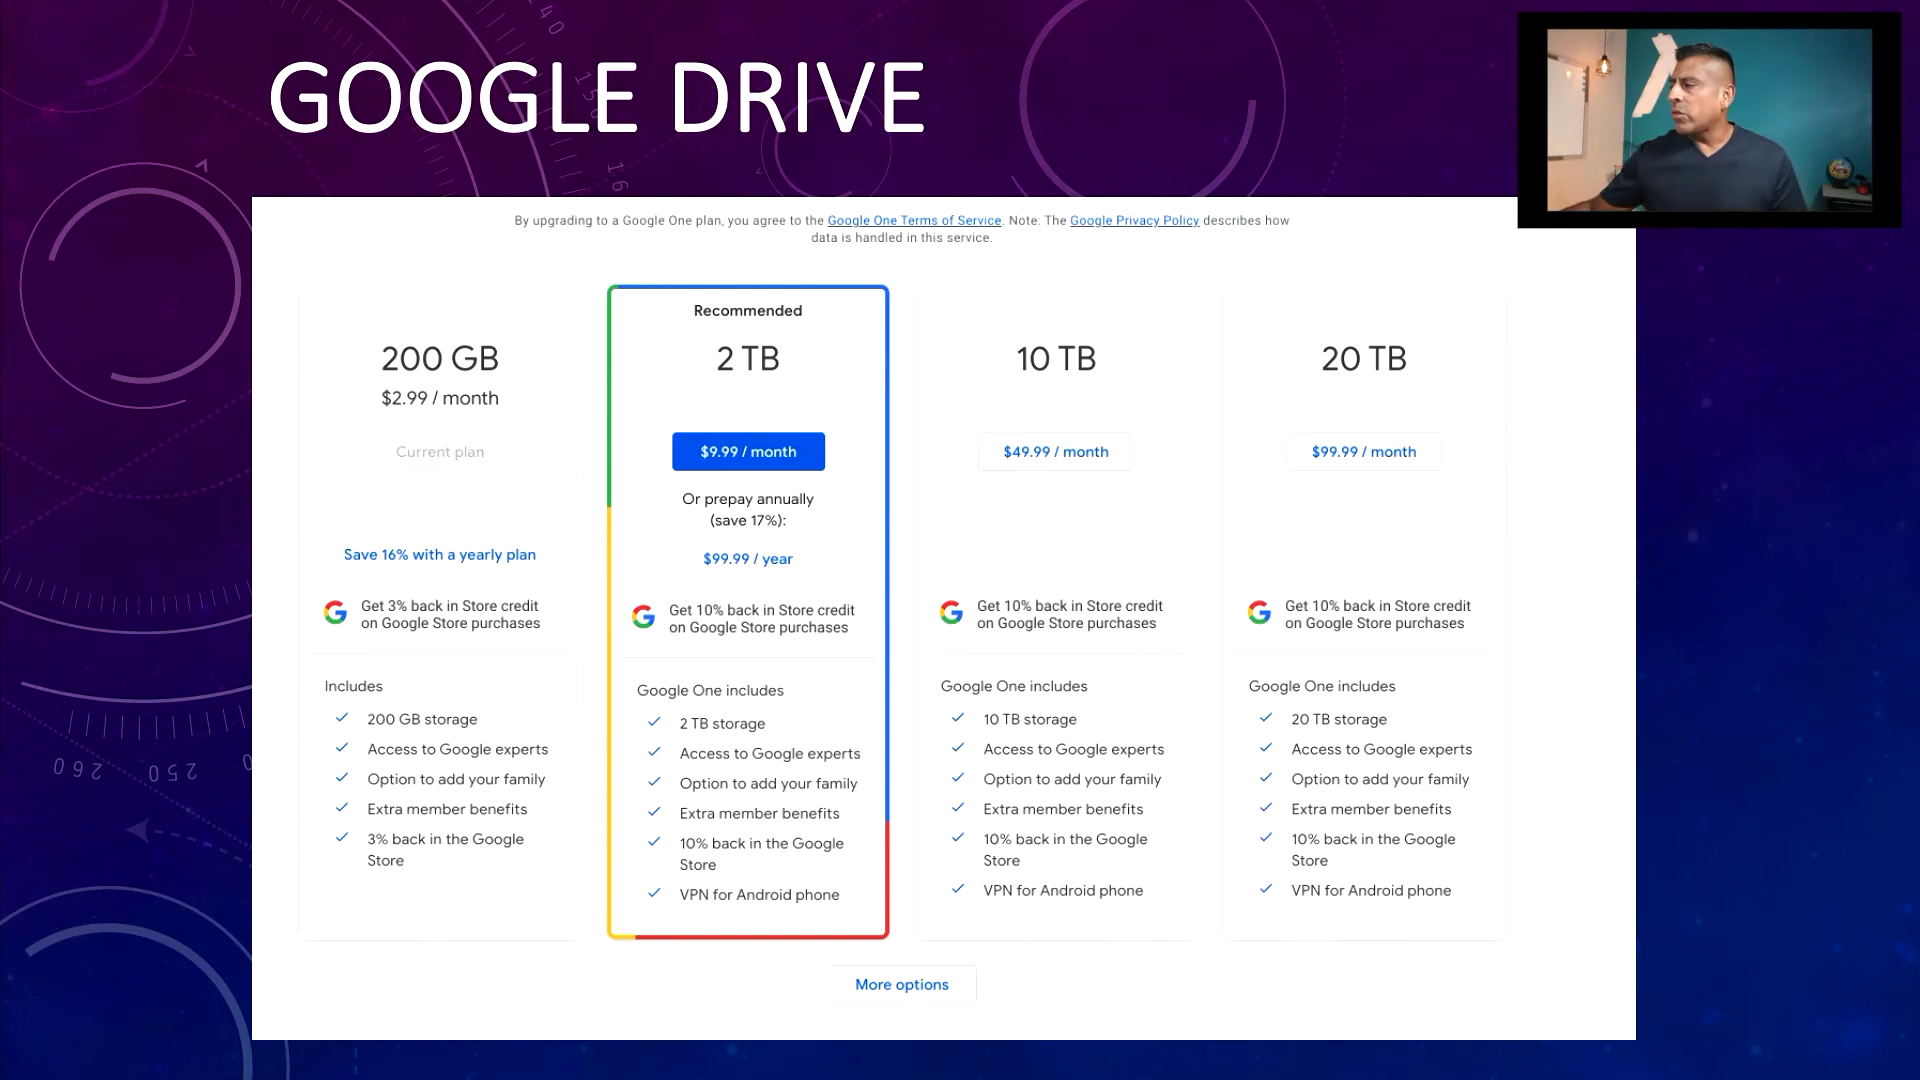 GOOGLE DRIVE
By upgrading to a Google One plan, you agree to the Google One Terms of Service. Note: The Google Privacy Policy describes how
data is handled in this service.
200 GB
$2.99 / month
Current plan
Save 16% with a yearly plan
Get 3% back in Store credit
on Google Store purchases
Includes
200 GB storage
Access to Google experts
Option to add your family
Extra member benefits
3% back in the Google
Store
Recommended
2 TB
$9.99 / month
Or prepay annually
(save 17%):
$99.99 / year
Get 10% back in Store credit
on Google Store purchases
Google One includes
2 TB storage
Access to Google experts
Option to add your family
Extra member benefits
10% back in the Google
Store
VPN for Android phone
10 TB
$49.99 / month
Get 10% back in Store credit
on Google Store purchases
Google One includes
10 TB storage
Access to Google experts
Option to add your family
Extra member benefits
10% back in the Google
Store
VPN for Android phone
20 TB
$99.99 / month
Get 10% back in Store credit
on Google Store purchases
Google One includes
20 TB storage
Access to Google experts
Option to add your family
Extra member benefits
10% back in the Google
Store
VPN for Android phone
More options
260
250
40
150